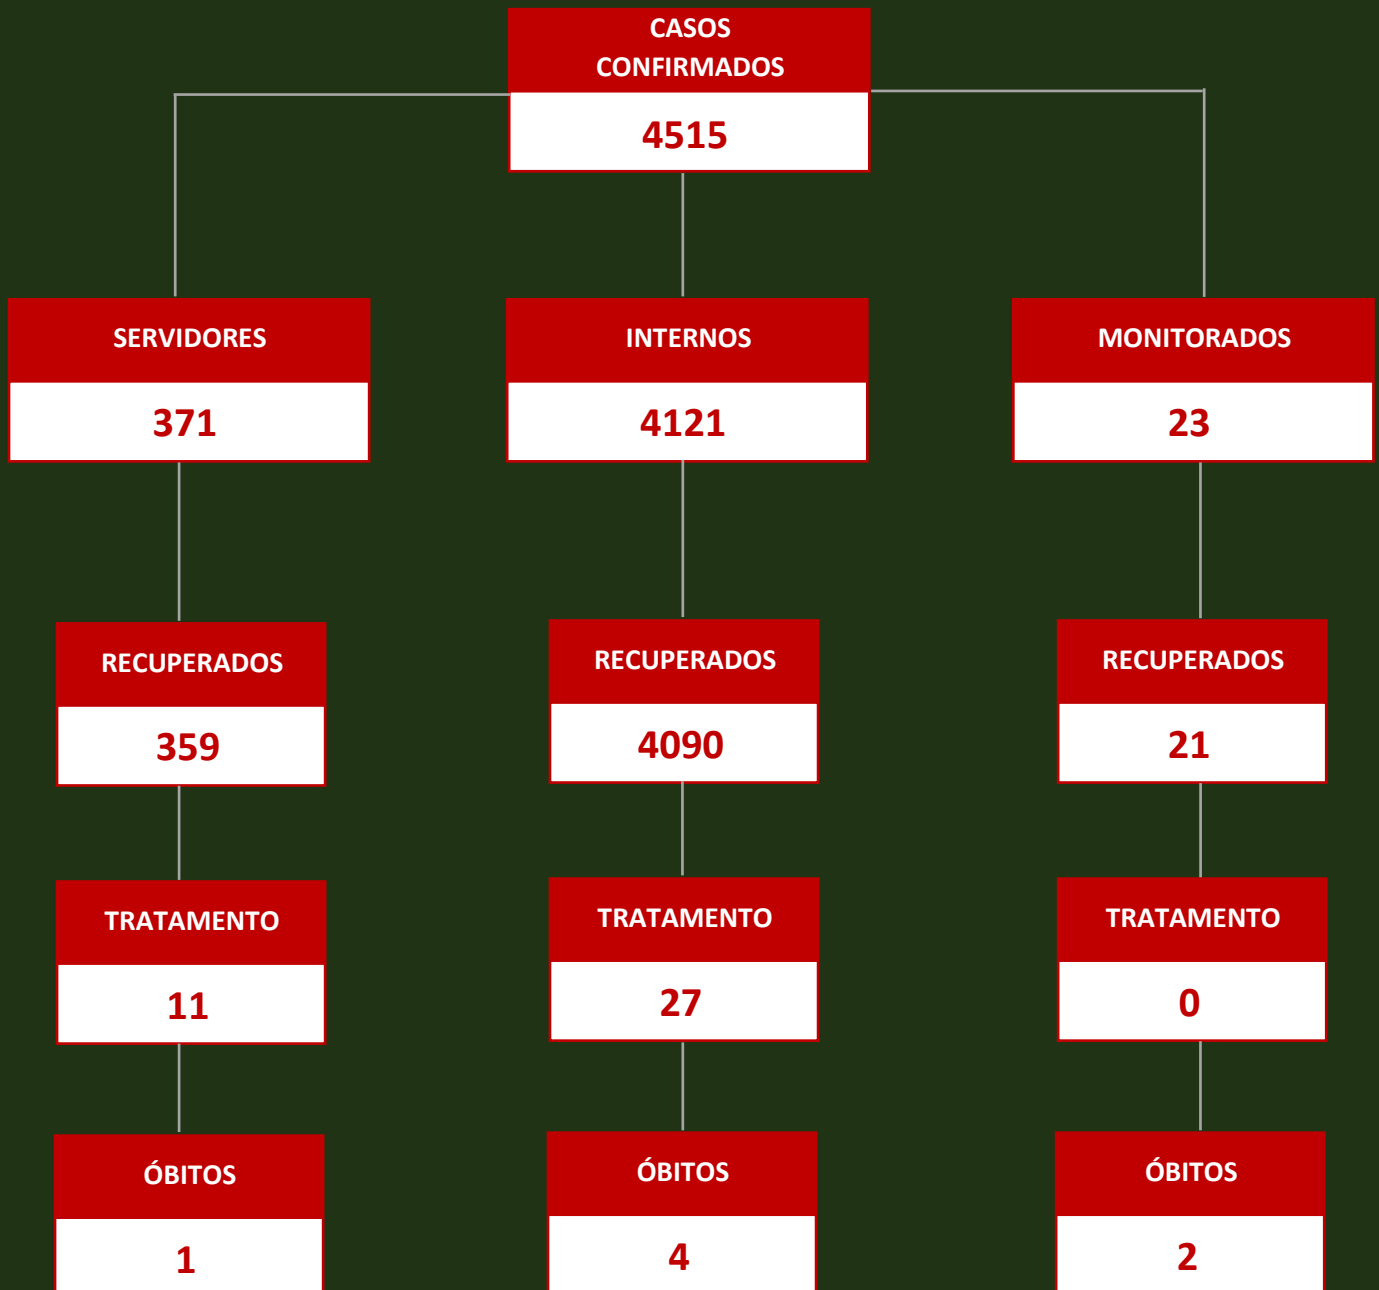 CASOS
CONFIRMADOS
4515
SERVIDORES
371
INTERNOS
4121
MONITORADOS
23
RECUPERADOS
359
RECUPERADOS
4090
RECUPERADOS
21
TRATAMENTO
11
TRATAMENTO
27
TRATAMENTO
0
ÓBITOS
1
ÓBITOS
4
ÓBITOS
2